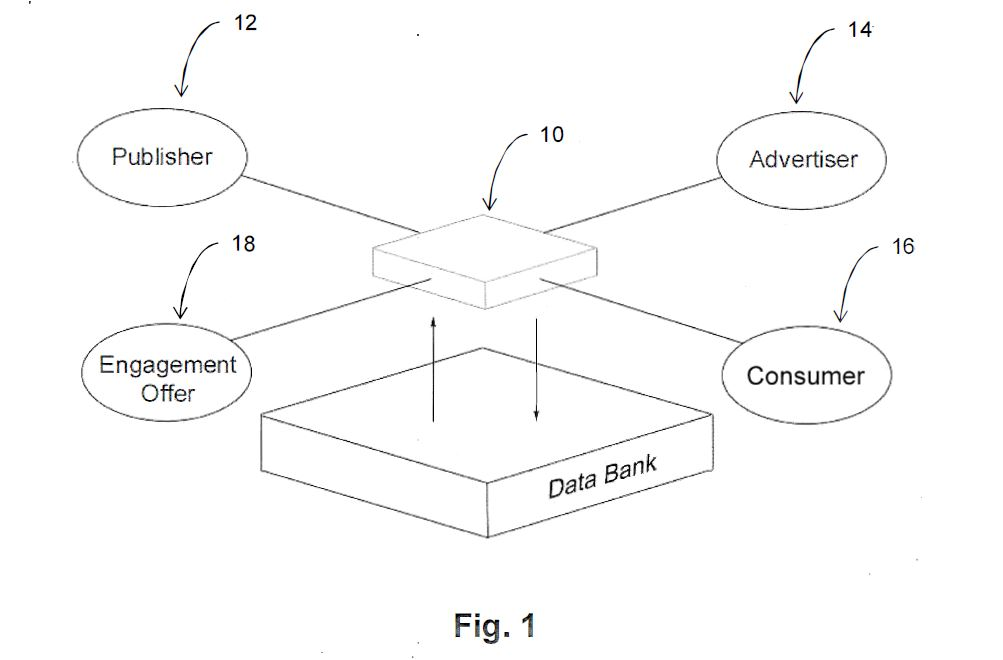 12
14
Publisher
10
Advertiser
18
16
Engagement
Offer
Consumer
Data Bank
Fig. 1